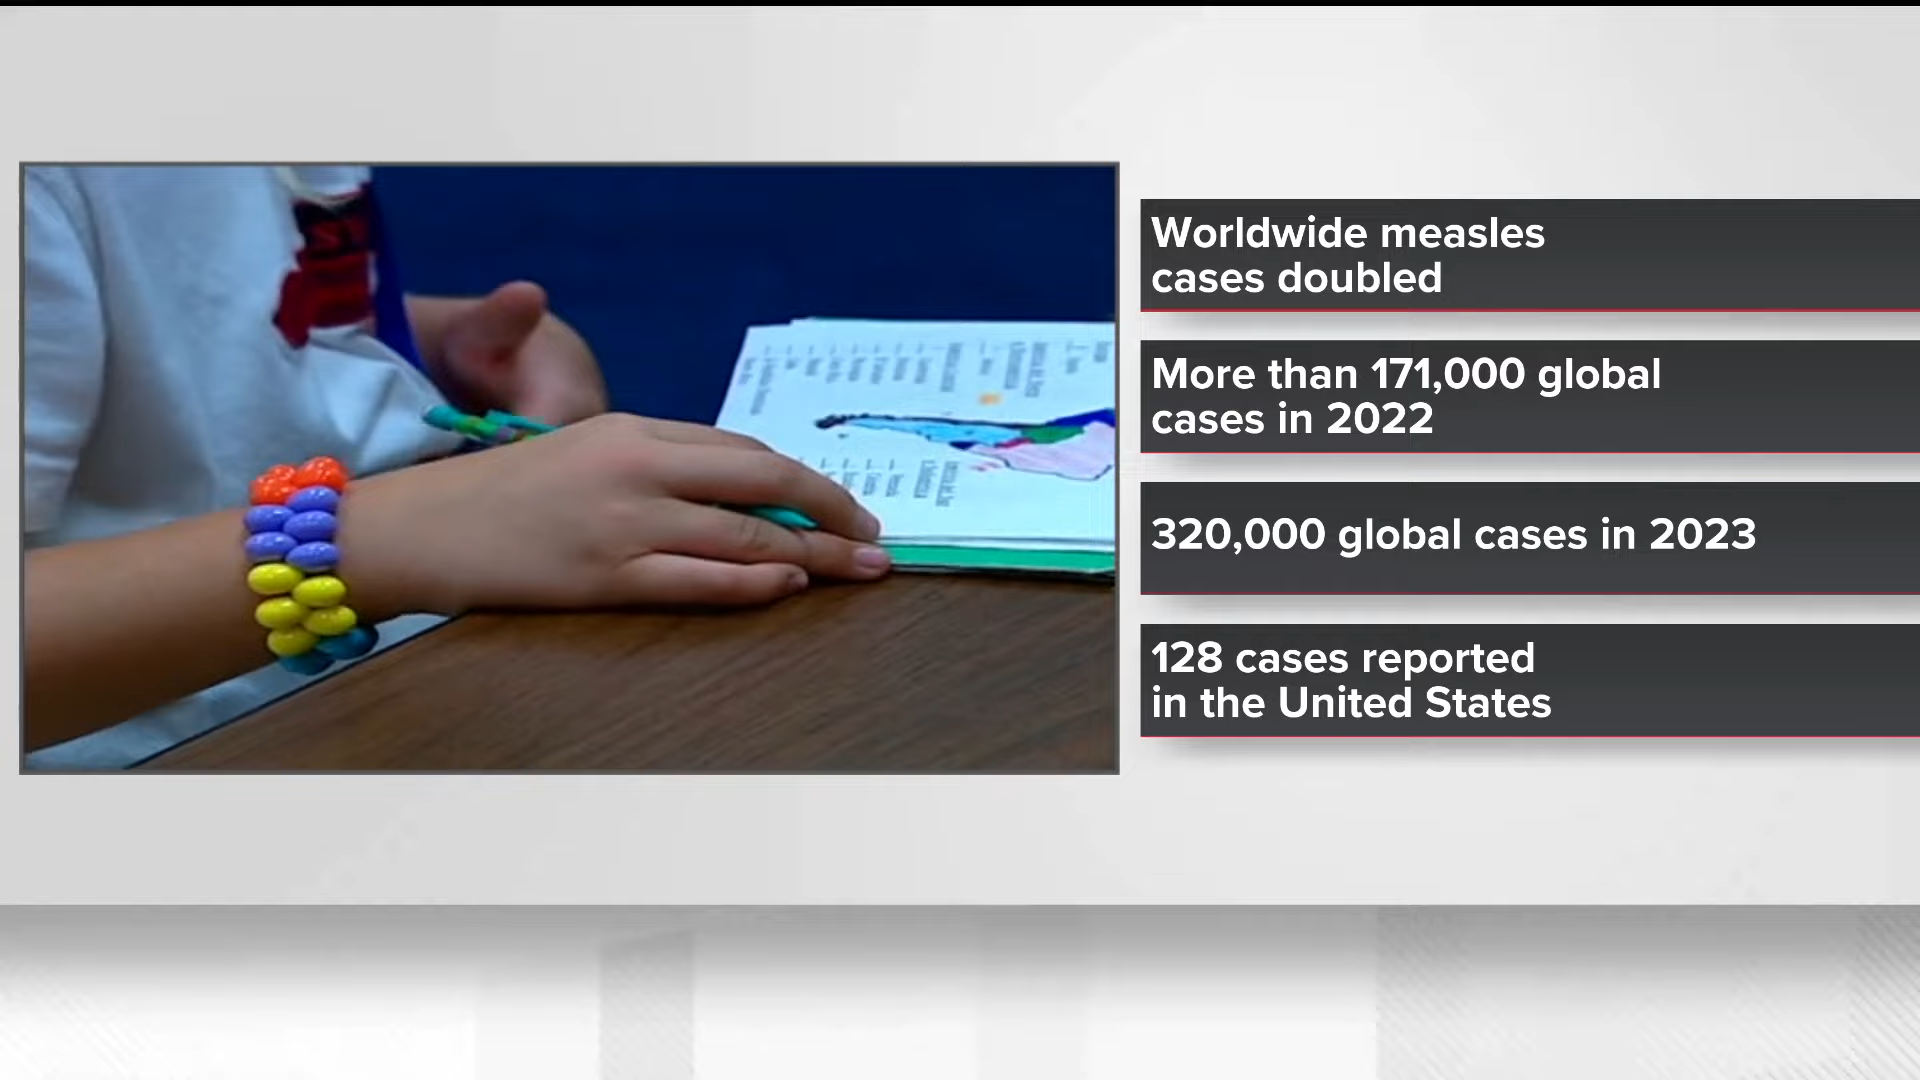 Worldwide measles
cases doubled
More than 171,000 global
cases in 2022
320,000 global cases in 2023
128 cases reported
in the United States